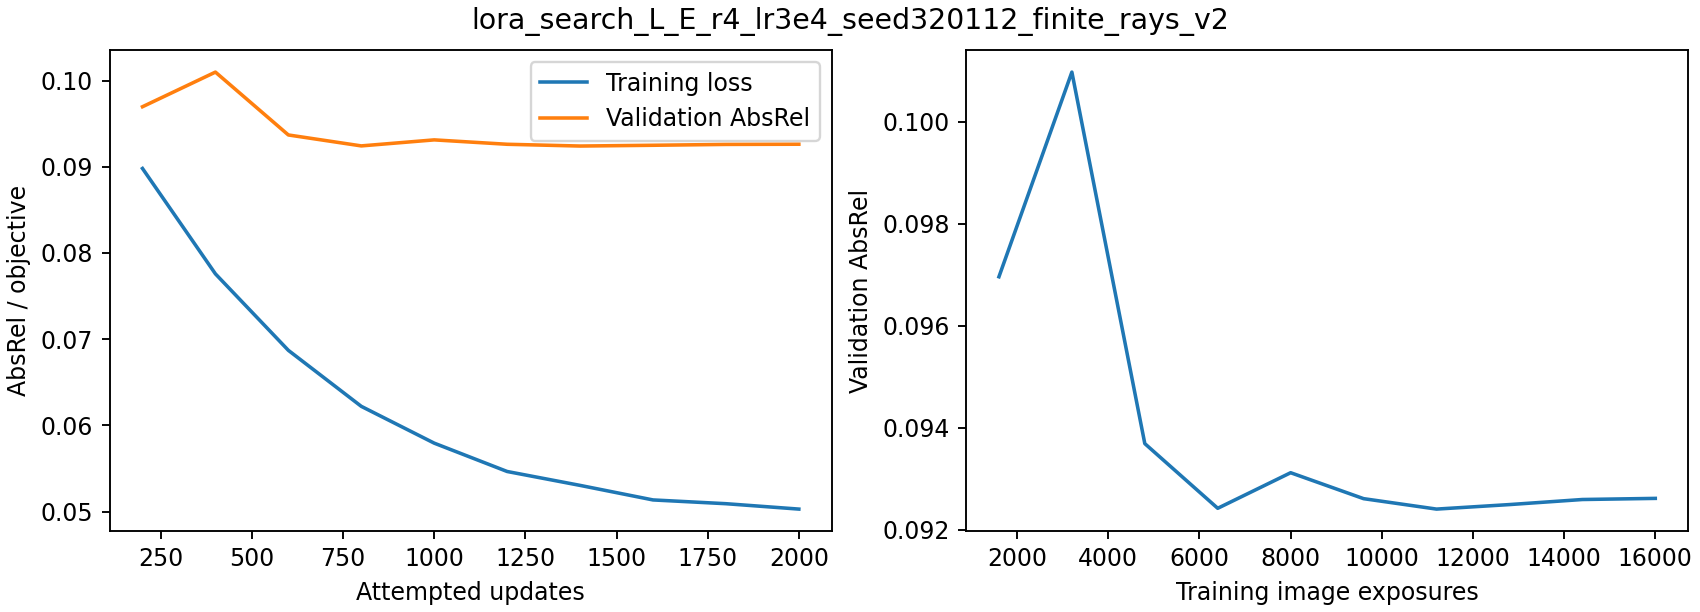 lora_search_L_E_r4_lr3e4_seed320112_finite_rays_v2
AbsRel / objective
0.10
0.09
0.08
0.07
0.06
0.05
Training loss
Validation AbsRel
250 500 750 1000 1250 1500 1750 2000
Attempted updates
Validation AbsRel
0.100
0.098
0.096
0.094
0.092
2000 4000 6000 8000 10000 12000 14000 16000
Training image exposures